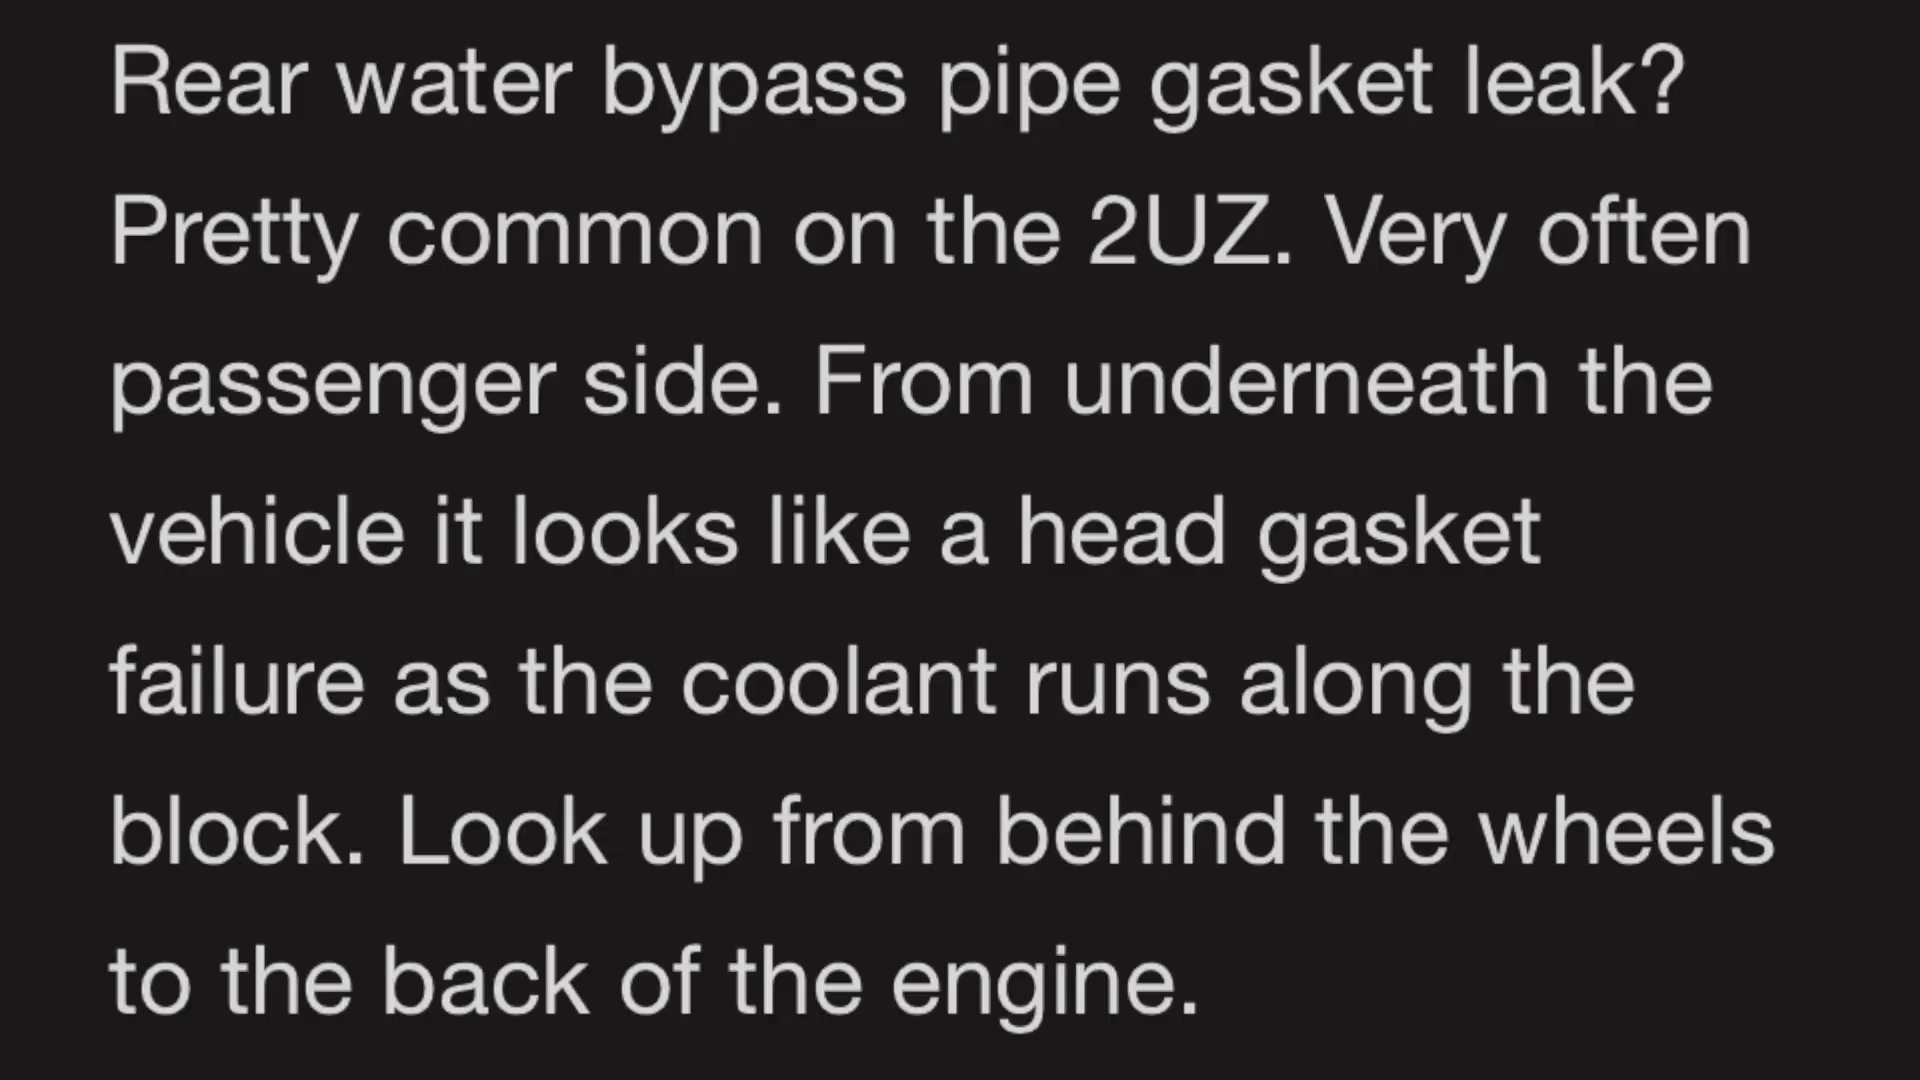 Rear water bypass pipe gasket leak?
Pretty common on the 2UZ. Very often
passenger side. From underneath the
vehicle it looks like a head gasket
failure as the coolant runs along the
block. Look up from behind the wheels
to the back of the engine.